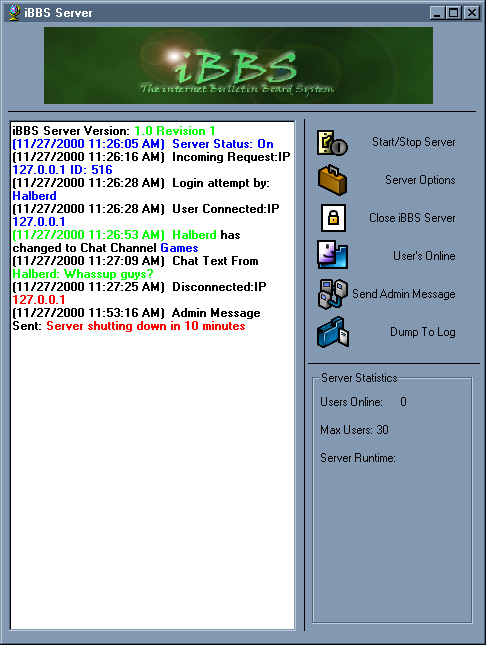 iBBS Server
iBBS
The internet Bulletin Board System
iBBS Server Version: 1.0 Revision 1
(11/27/2000 11:26:05 AM)  Server Status: On
(11/27/2000 11:26:16 AM)  Incoming Request:IP
127.0.0.1 ID: 516
(11/27/2000 11:26:28 AM)  Login attempt by:
Halberd
(11/27/2000 11:26:28 AM)  User Connected:IP
127.0.0.1
(11/27/2000 11:26:53 AM)  Halberd has
changed to Chat Channel Games
(11/27/2000 11:27:09 AM)  Chat Text From
Halberd: Whassup guys?
(11/27/2000 11:27:25 AM)  Disconnected:IP
127.0.0.1
(11/27/2000 11:53:16 AM)  Admin Message
Sent: Server shutting down in 10 minutes
Start/Stop Server
Server Options
Close iBBS Server
User's Online
Send Admin Message
Dump To Log
Server Statistics
Users Online: 0
Max Users: 30
Server Runtime: